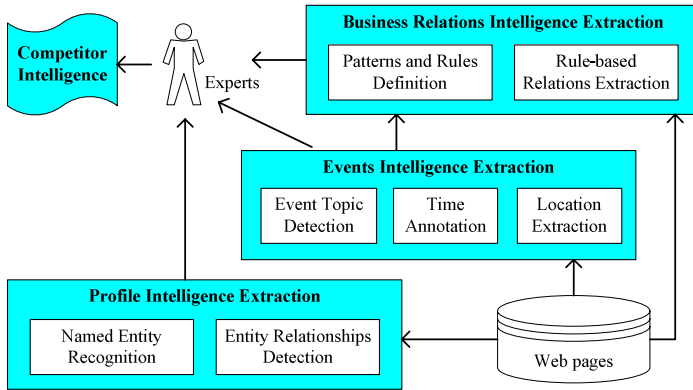 Competitor
Intelligence
Experts
Business Relations Intelligence Extraction
Patterns and Rules
Definition
Rule-based
Relations Extraction
Events Intelligence Extraction
Event Topic
Detection
Time
Annotation
Location
Extraction
Profile Intelligence Extraction
Named Entity
Recognition
Entity Relationships
Detection
Web pages